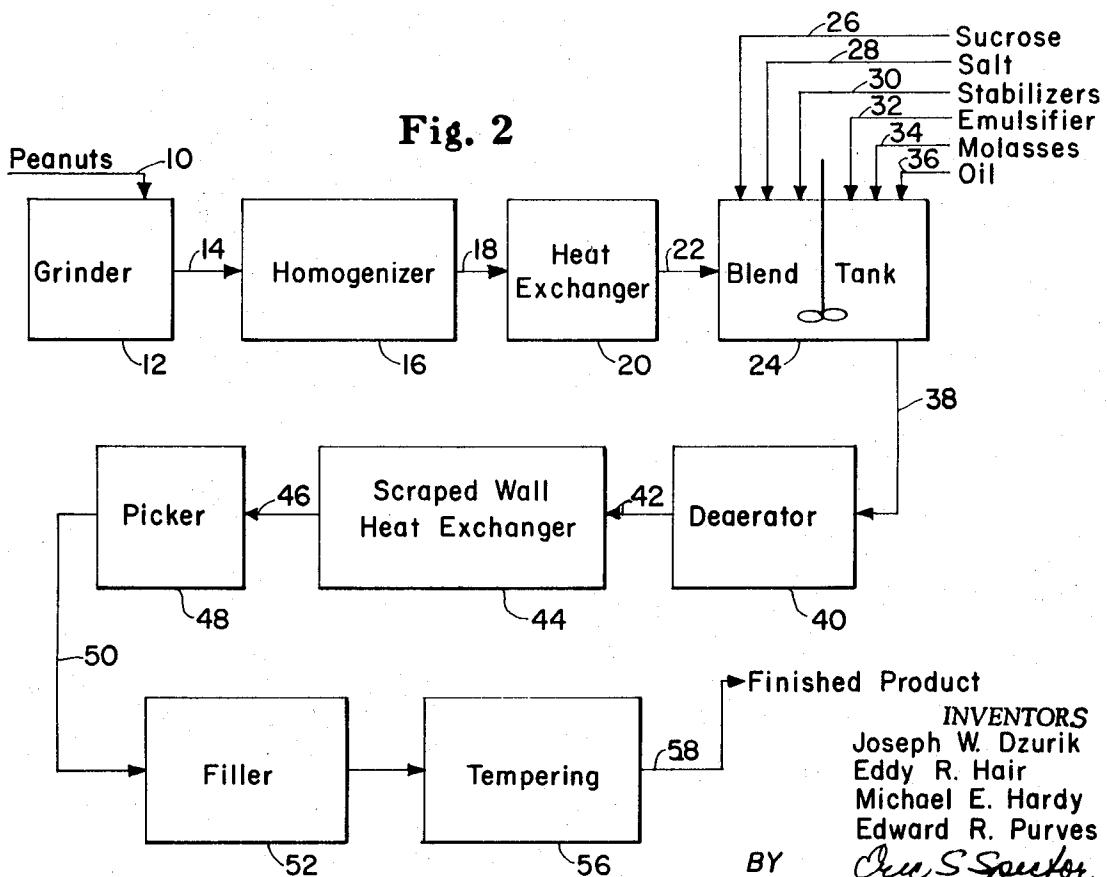 26
Sucrose
28
Salt
30
Stabilizers
Fig. 2
32
Emulsifier
34
Molasses
36
Oil
Peanuts
10
Grinder
14
Homogenizer
18
Heat
Exchanger
22
Blend Tank
12
16
20
24
38
Picker
46
Scraped Wall
Heat Exchanger
42
Deaerator
48
44
40
50
Filler
Tempering
58
Finished Product
52
56
INVENTORS
Joseph W. Dzurik
Eddy R. Hair
Michael E. Hardy
Edward R. Purves
BY Eric S Spector